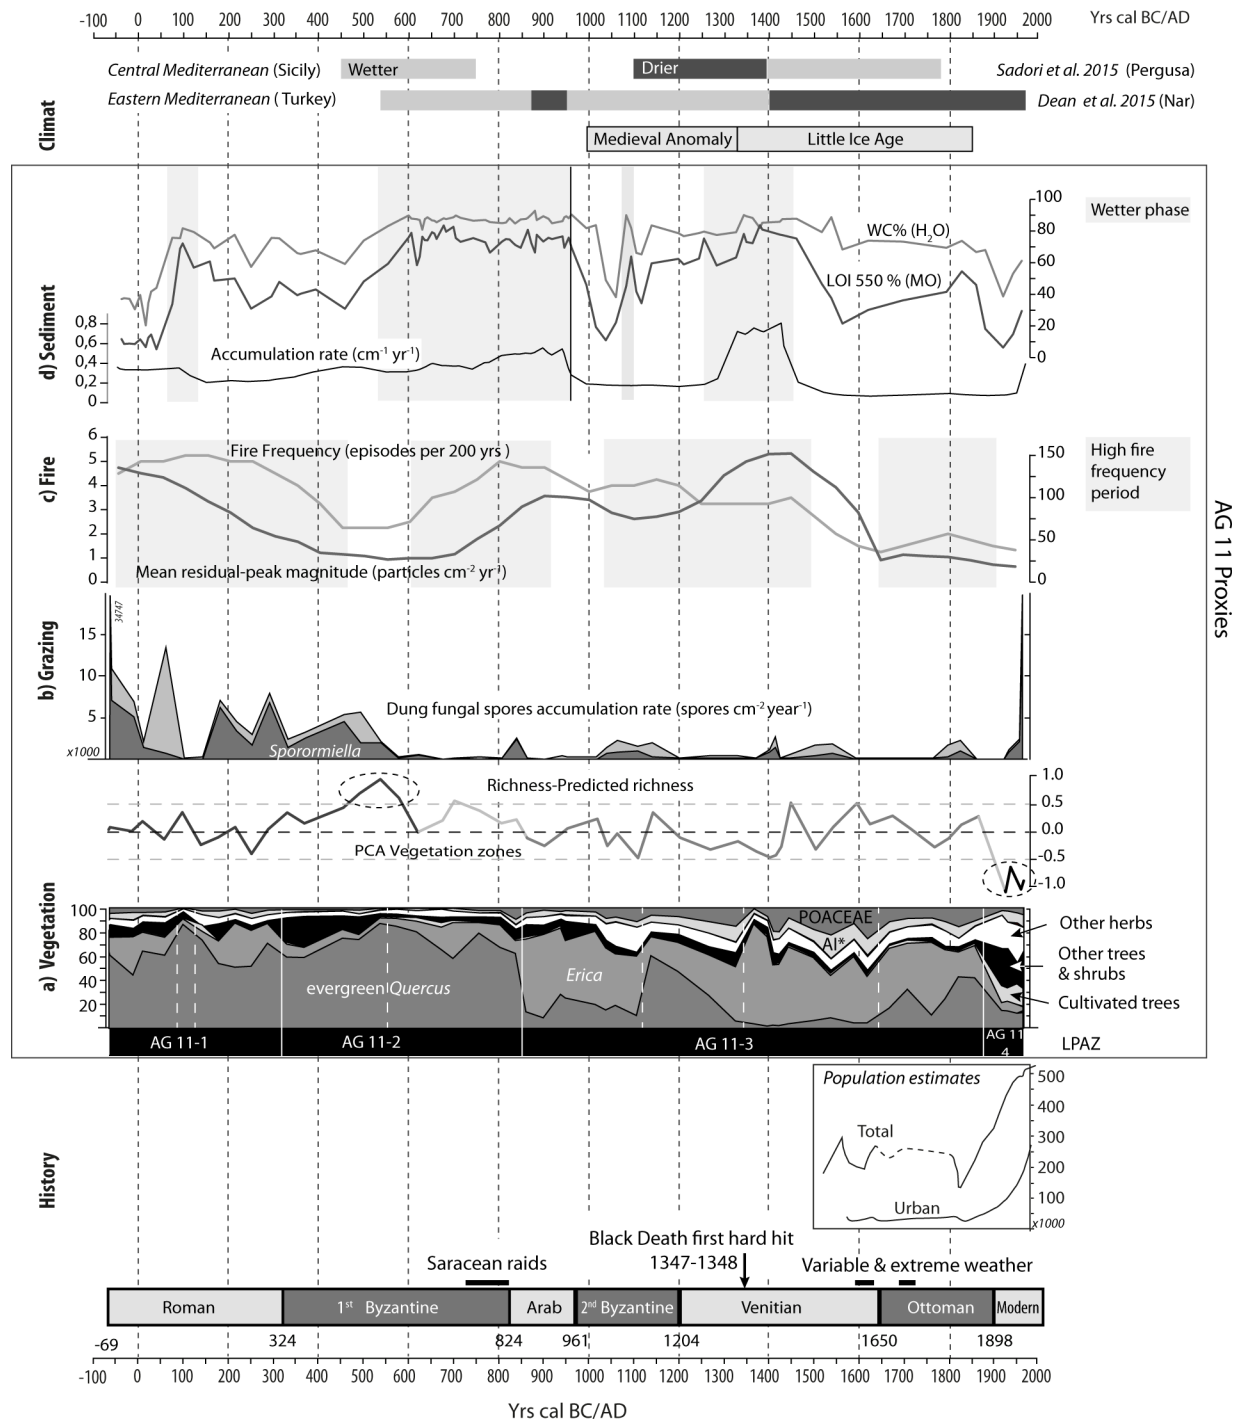 -100 0 100 200 300 400 500 600 700 800 900 1000 1100 1200 1300 1400 1500 1600 1700 1800 1900 2000 Yrs cal BC/AD
Central Mediterranean (Sicily) Wetter Drier Sadori et al. 2015 (Pergusa)
Eastern Mediterranean ( Turkey) Dean et al. 2015 (Nar)
Climat
Medieval Anomaly Little Ice Age
AG 11 Proxies
d) Sediment
Wetter phase
WC% (H2O)
LOI 550 % (MO)
Accumulation rate (cm-1 yr-1)
0,8
0,6
0,4
0,2
0
100
80
60
40
20
0
c) Fire
Fire Frequency (episodes per 200 yrs )
Mean residual-peak magnitude (particles cm-2 yr-1)
High fire
frequency
period
6
5
4
3
2
1
0
150
100
50
0
b) Grazing
34747
15
10
5
x1000
Dung fungal spores accumulation rate (spores cm-2 year-1)
Sporormiella
Richness-Predicted richness
PCA Vegetation zones
1.0
0.5
0.0
-0.5
-1.0
a) Vegetation
100
80
60
40
20
POACEAE
AI*
Erica
evergreen Quercus
Other herbs
Other trees
& shrubs
Cultivated trees
AG 11-1 AG 11-2 AG 11-3 AG 11 LPAZ
4
History
Population estimates
Total
Urban
500
400
300
200
100
x1000
Black Death first hard hit
1347-1348
Saracean raids
Variable & extreme weather
Roman 1st Byzantine Arab 2nd Byzantine Venitian Ottoman Modern
-69 324 824 961 1204 1650 1898
-100 0 100 200 300 400 500 600 700 800 900 1000 1100 1200 1300 1400 1500 1600 1700 1800 1900 2000
Yrs cal BC/AD